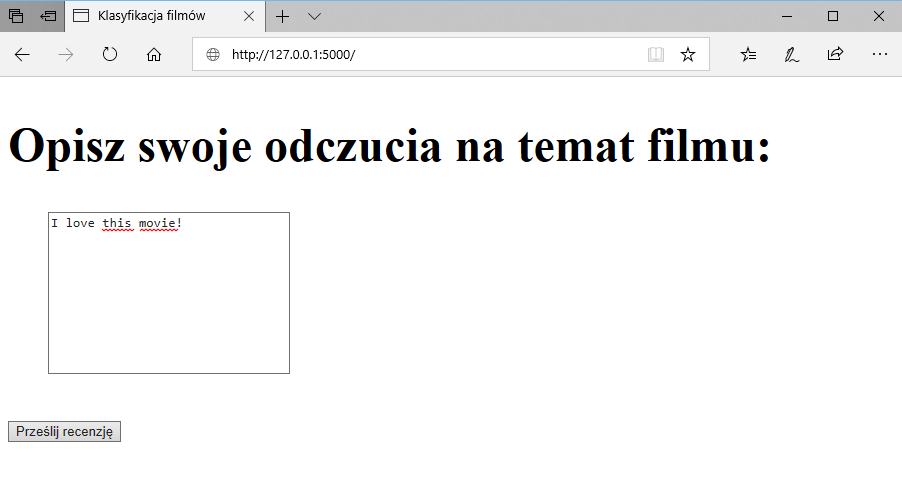 Klasyfikacja filmów
http://127.0.0.1:5000/
Opisz swoje odczucia na temat filmu:
I love this movie!
Prześlij recenzję